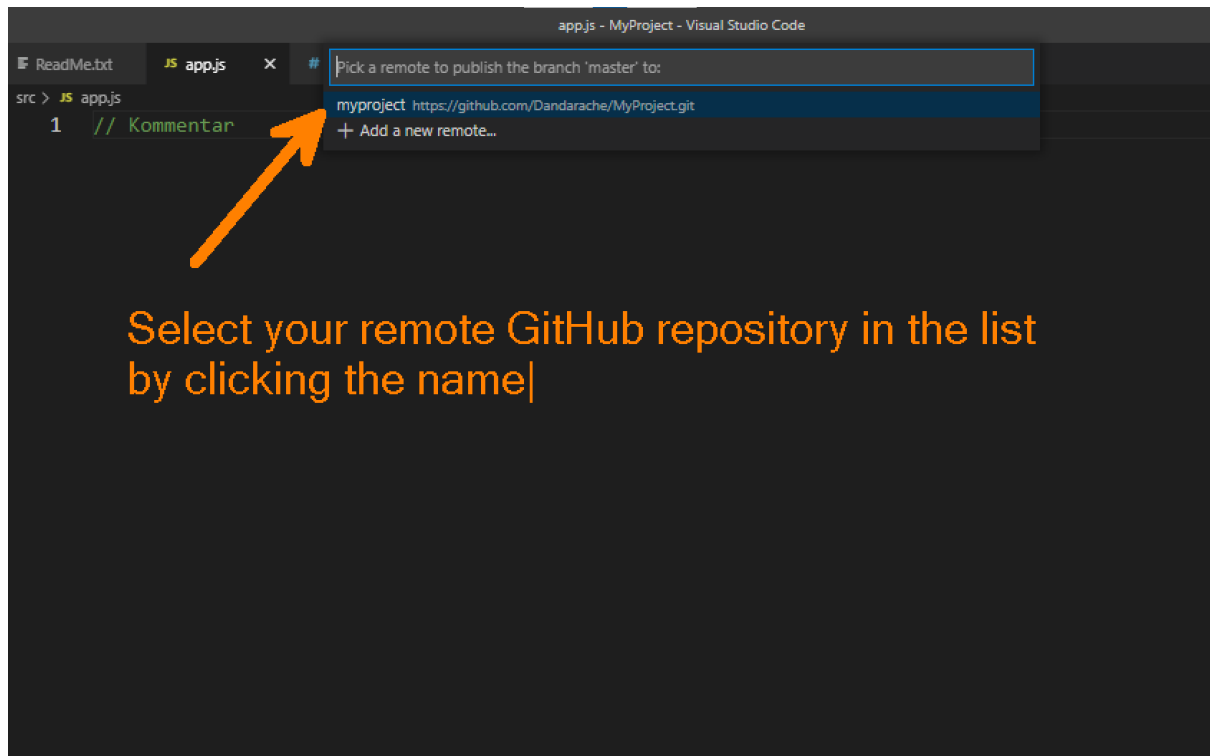 app.js - MyProject - Visual Studio Code
ReadMe.txt JS app.js #
Pick a remote to publish the branch 'master' to:
src > JS app.js
myproject https://github.com/Dandarache/MyProject.git
1 // Kommentar
+ Add a new remote...
Select your remote GitHub repository in the list
by clicking the name